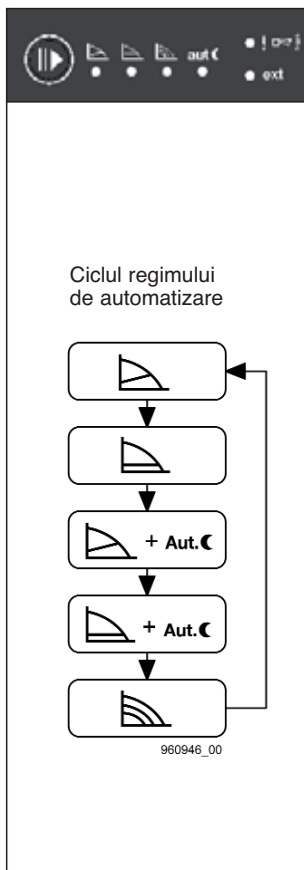 aut
ext
Ciclul regimului
de automatizare
+ Aut.
+ Aut.
960946_00